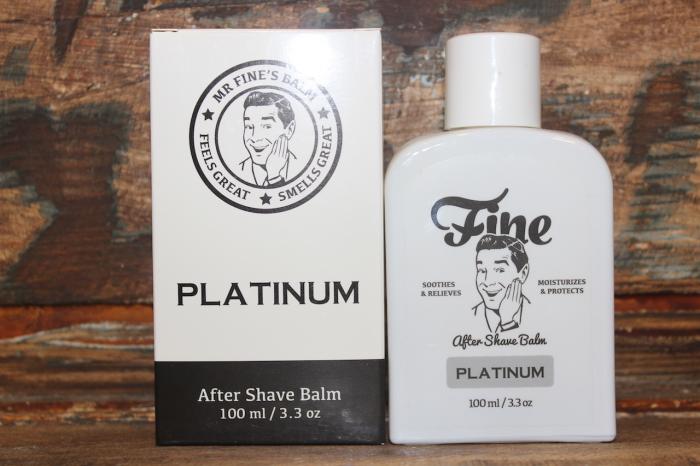 MR FINE'S BALM
FEELS GREAT
SMELLS GREAT
PLATINUM
After Shave Balm
100 ml / 3.3 oz
Fine
SOOTHES
& RELIEVES
MOISTURIZES
& PROTECTS
After Shave Balm
PLATINUM
100 ml / 3.3 oz